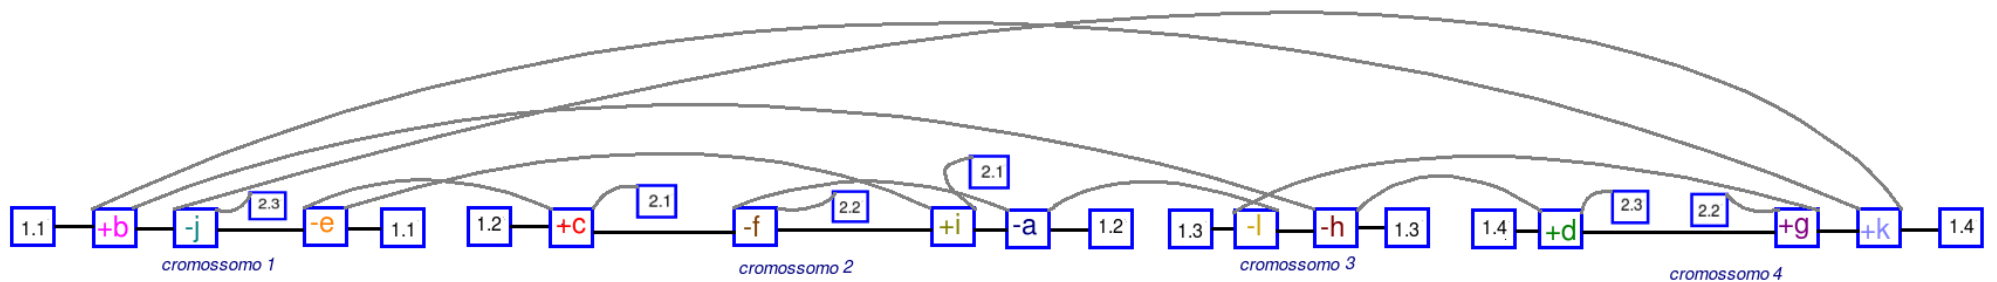 2.1
2.3 2.1 2.2 2.3 2.2
1.1 +b -j -e 1.1 1.2 +c -f +i -a 1.2 1.3 -l -h 1.3 1.4 +d +g +k 1.4
cromossomo 1 cromossomo 2 cromossomo 3 cromossomo 4